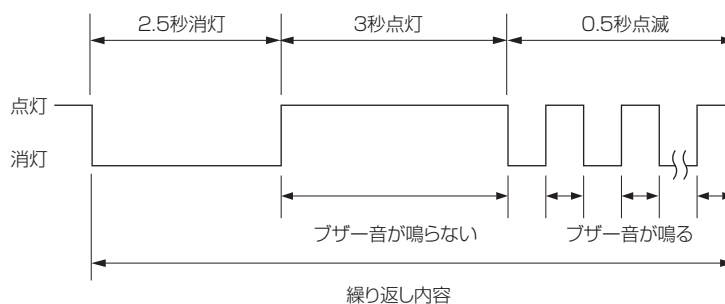 2.5秒消灯
3秒点灯
0.5秒点滅
点灯
消灯
ブザー音が鳴らない
ブザー音が鳴る
繰り返し内容